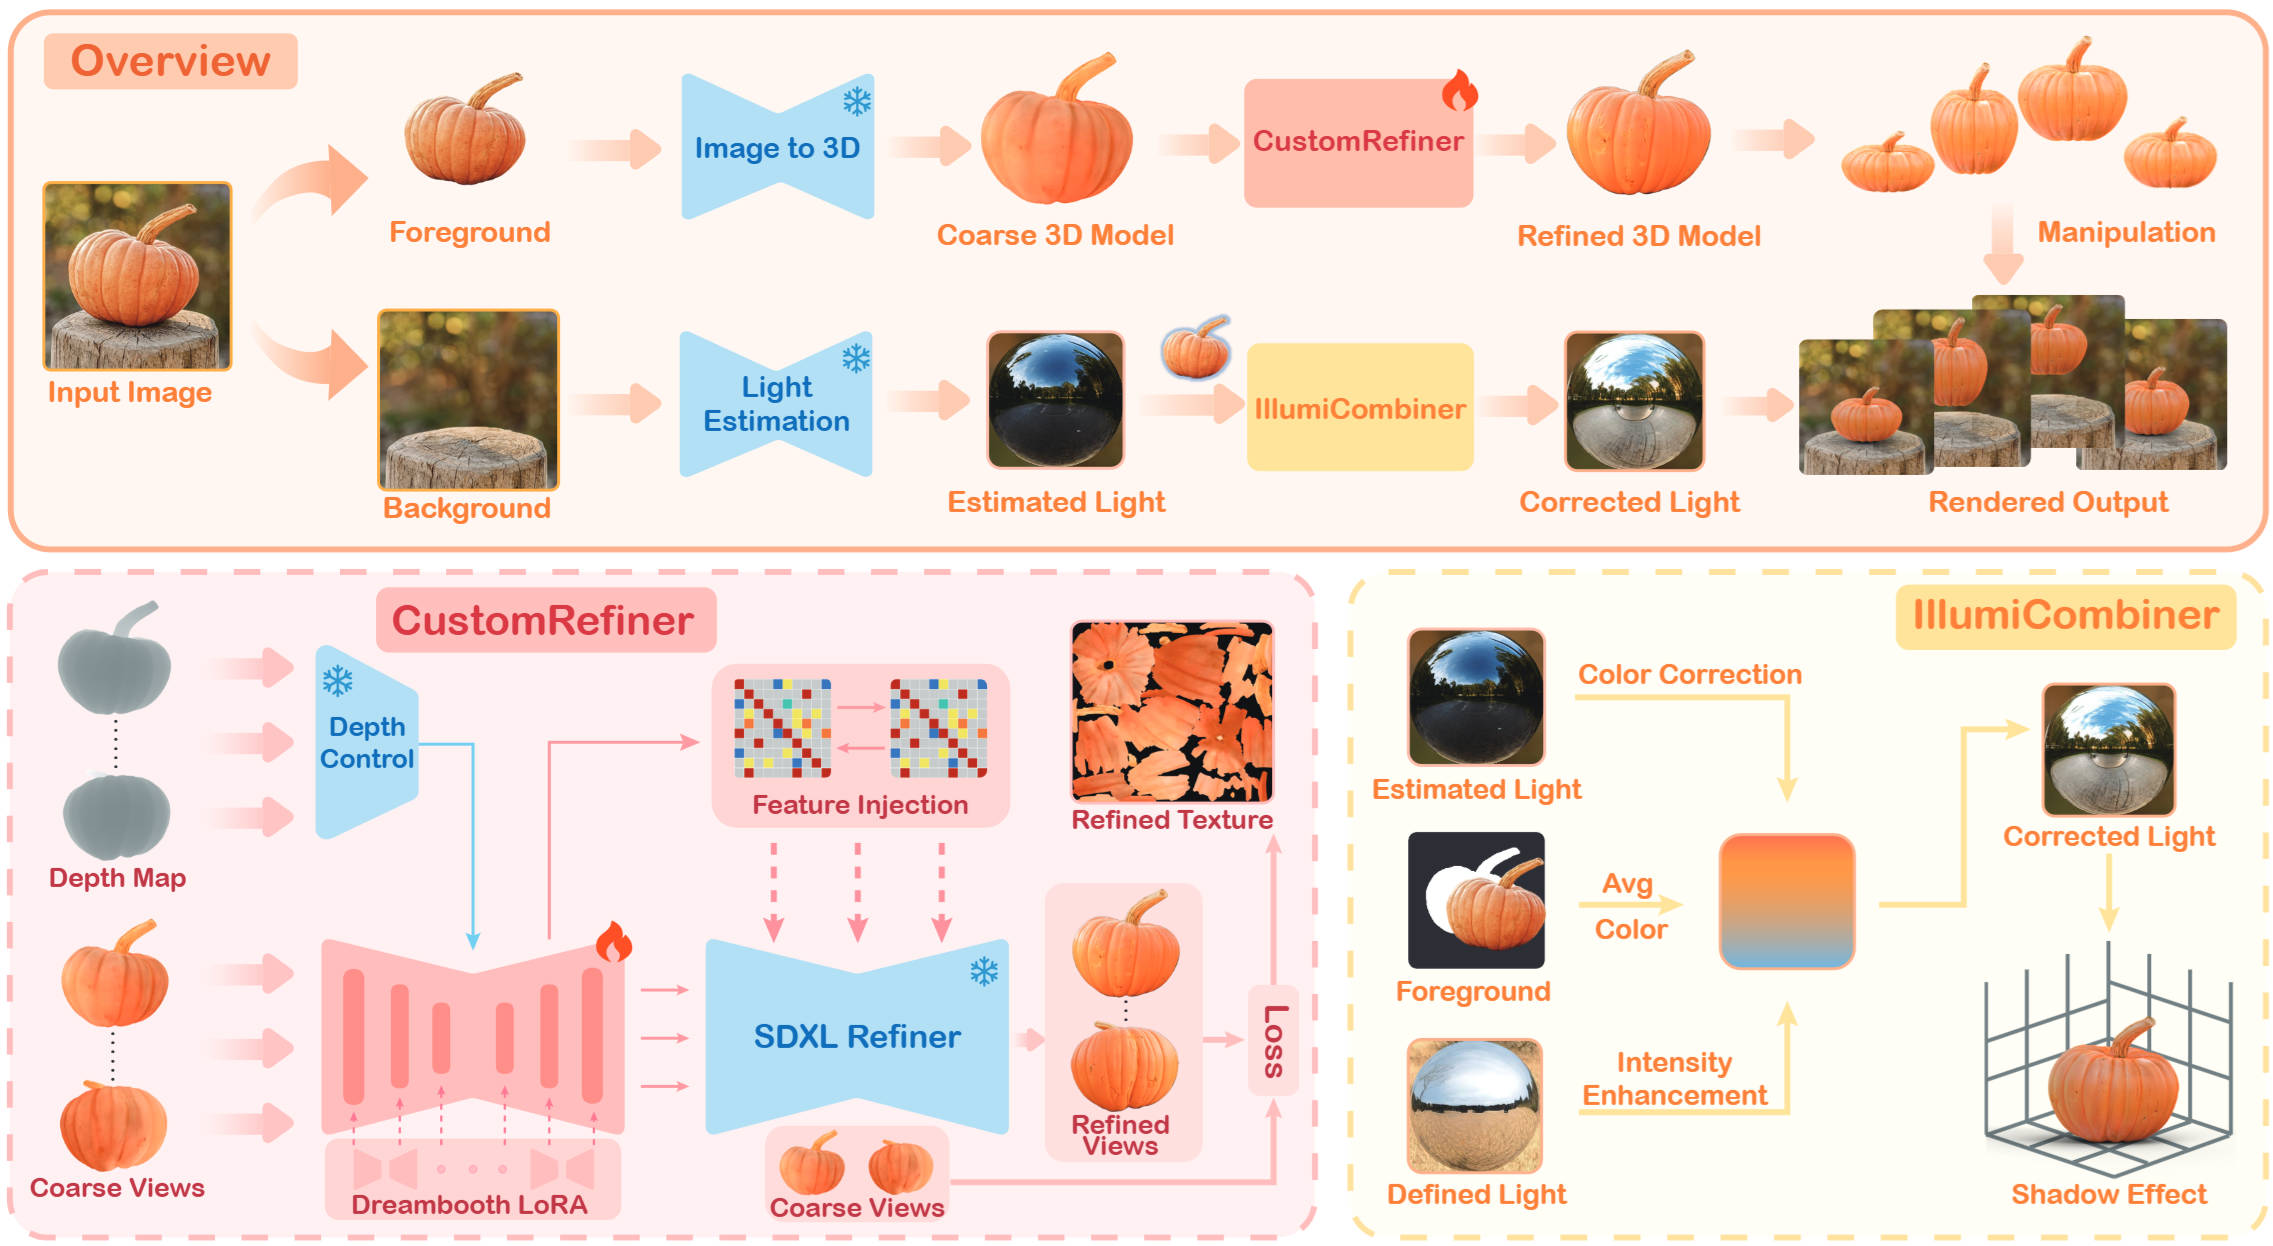 Overview
Foreground
Image to 3D
Coarse 3D Model
CustomRefiner
Refined 3D Model
Manipulation
Input Image
Background
Light
Estimation
Estimated Light
IllumiCombiner
Corrected Light
Rendered Output
CustomRefiner
Depth Map
Depth
Control
Feature Injection
Refined Texture
Coarse Views
Dreambooth LoRA
SDXL Refiner
Refined
Views
Coarse Views
Loss
IllumiCombiner
Estimated Light
Color Correction
Foreground
Avg
Color
Defined Light
Intensity
Enhancement
Corrected Light
Shadow Effect